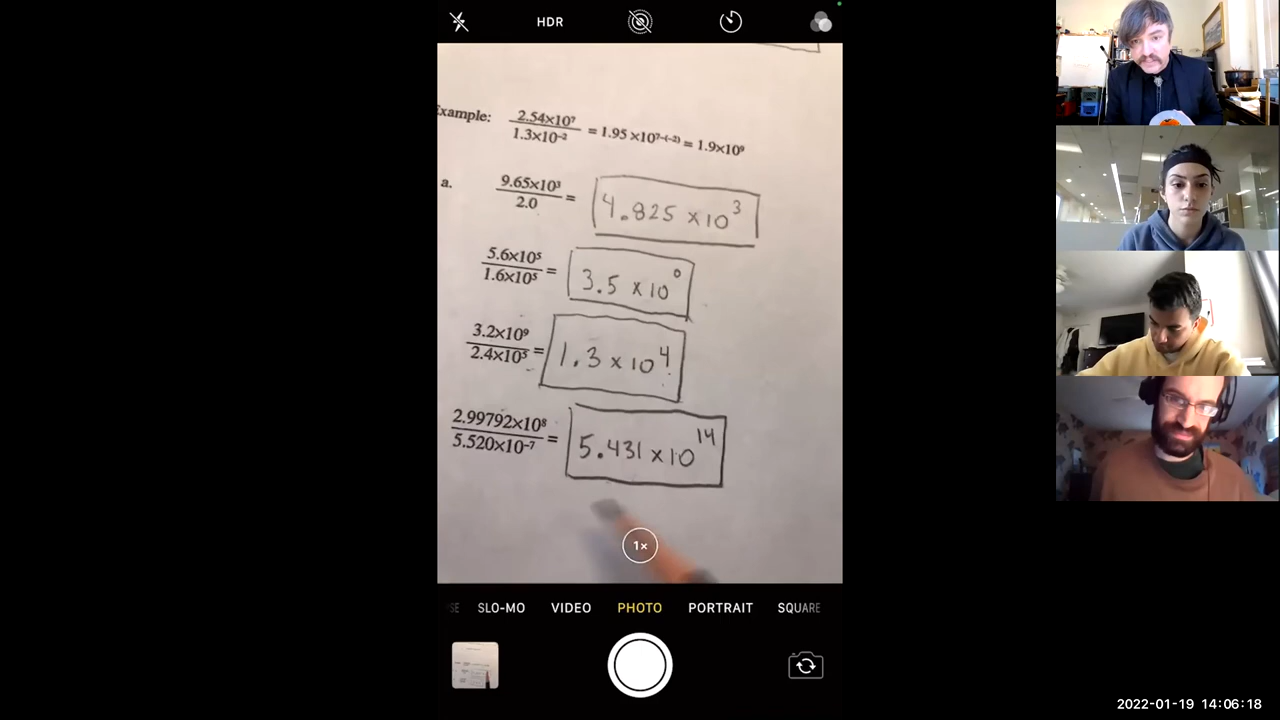 HDR
Example: 2.54×10⁷ / 1.3×10⁻² = 1.95 ×10⁷⁻⁽⁻²⁾ = 1.9×10⁹
a. 9.65×10³ / 2.0 = 4.825 ×10³
5.6×10⁵ / 1.6×10⁵ = 3.5 ×10⁰
3.2×10⁹ / 2.4×10⁵ = 1.3 ×10⁴
2.99792×10⁸ / 5.520×10⁻⁷ = 5.431 ×10¹⁴
1×
SLO-MO VIDEO PHOTO PORTRAIT SQUARE
2022-01-19 14:06:18